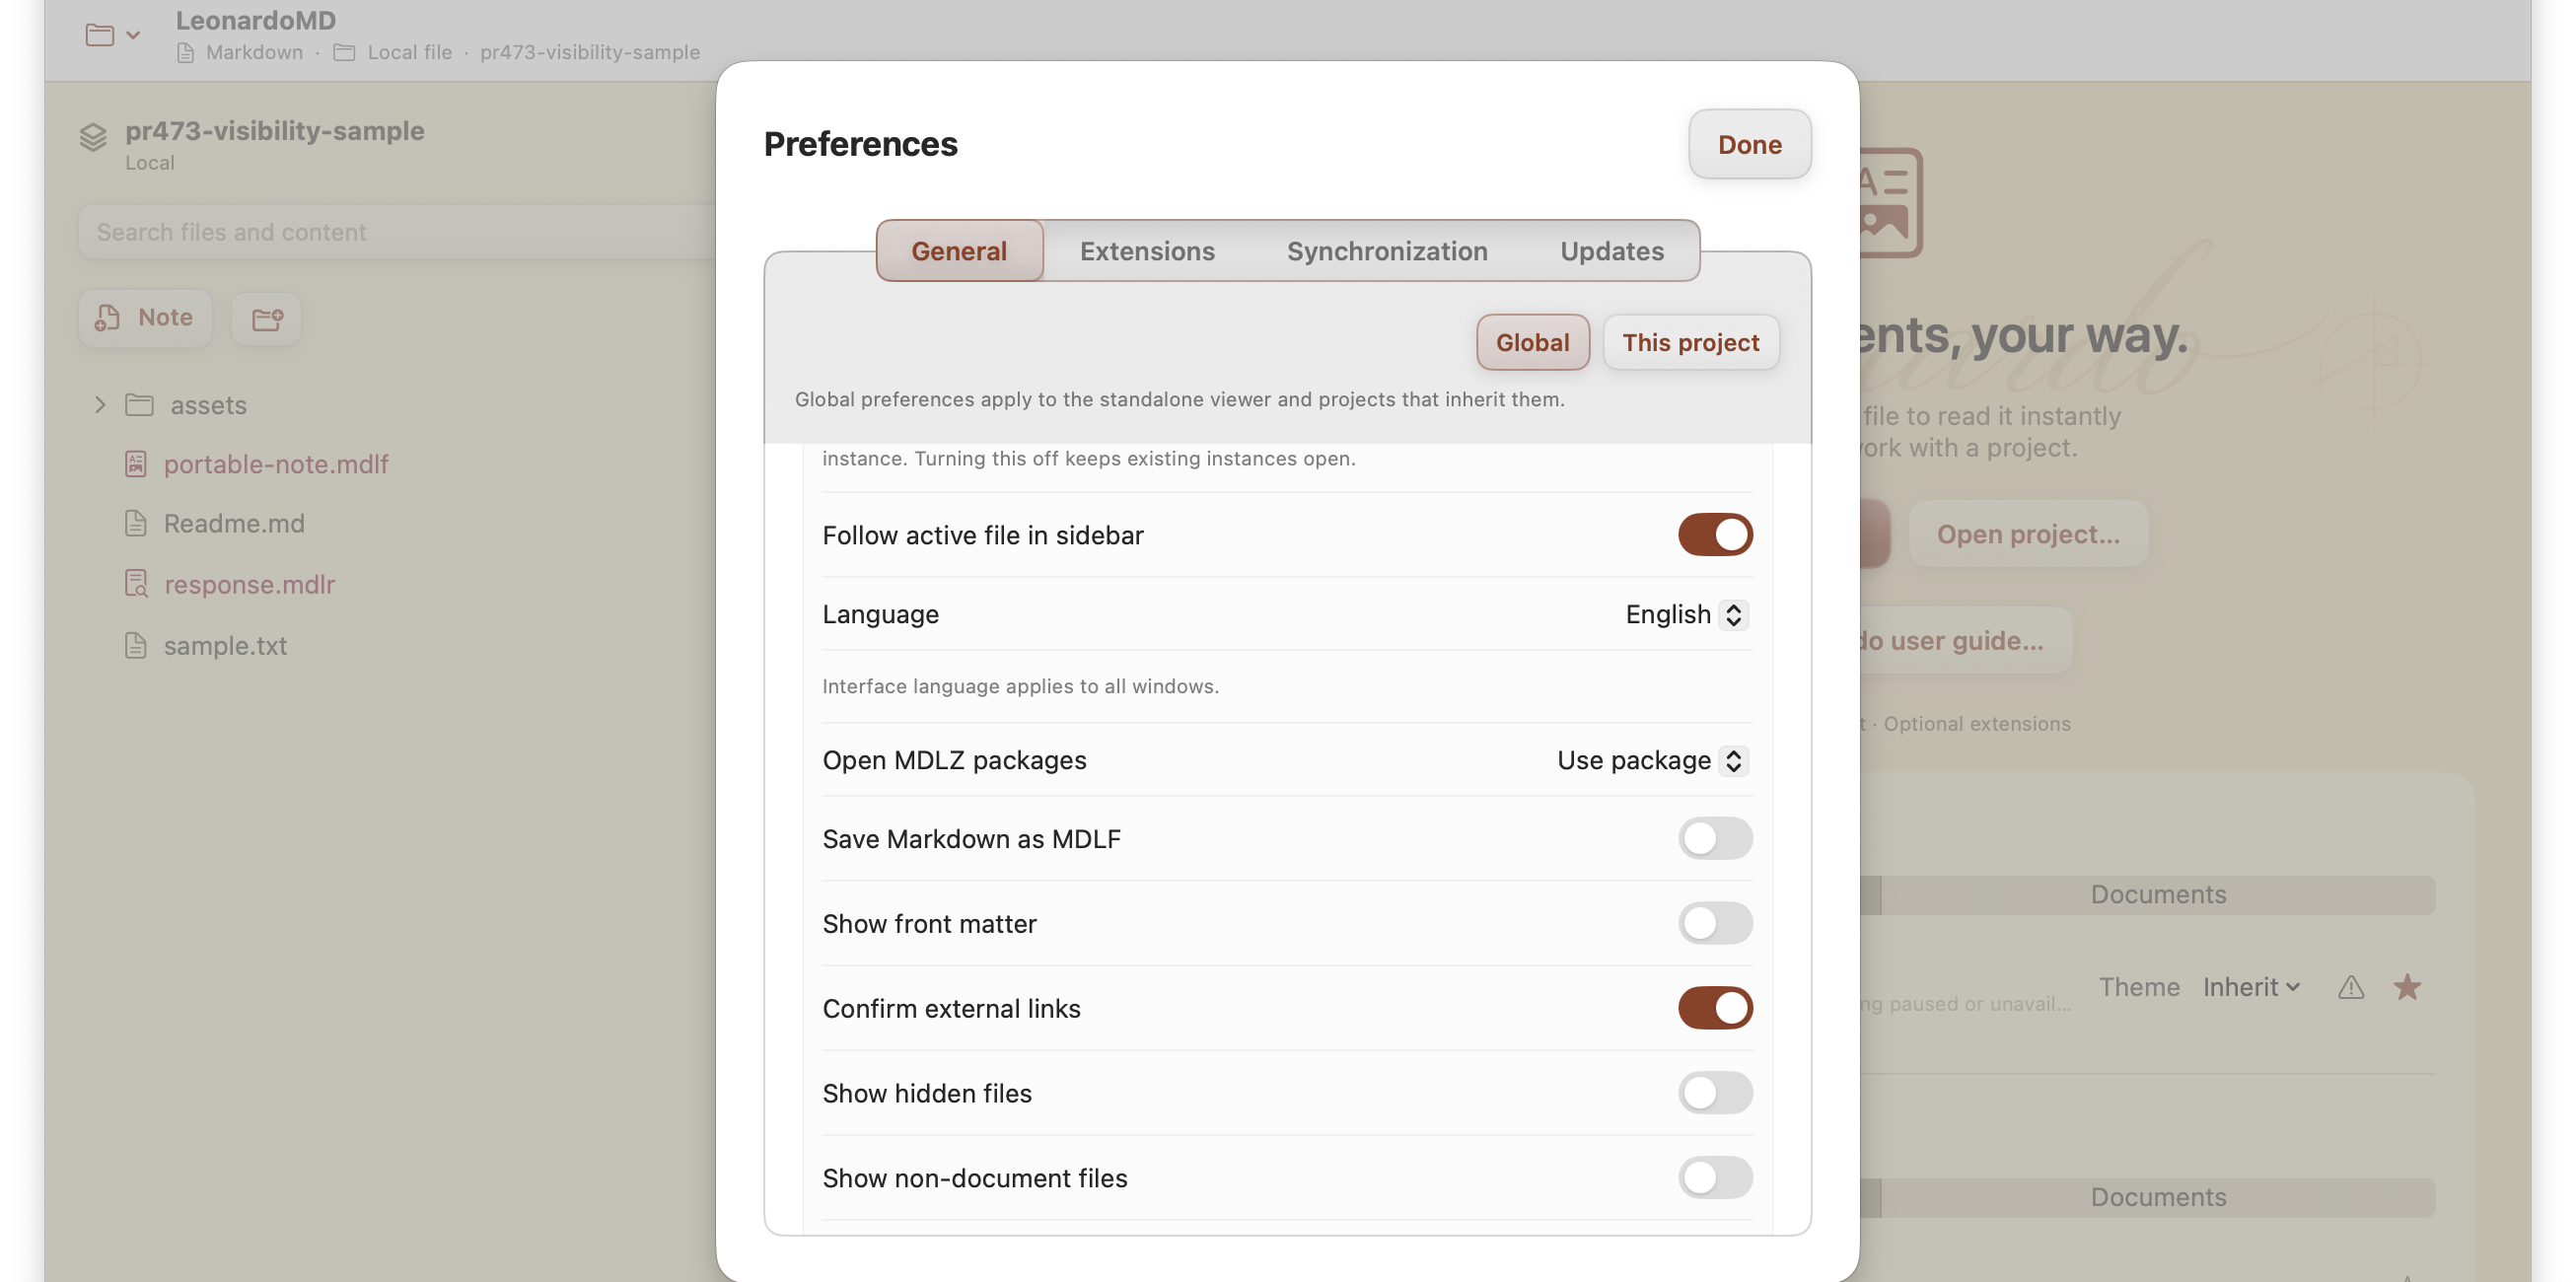 LeonardoMD
Markdown · Local file · pr473-visibility-sample
pr473-visibility-sample
Local
Search files and content
Note
assets
portable-note.mdlf
Readme.md
response.mdlr
sample.txt
Preferences
Done
General Extensions Synchronization Updates
Global This project
Global preferences apply to the standalone viewer and projects that inherit them.
instance. Turning this off keeps existing instances open.
Follow active file in sidebar
Language English
Interface language applies to all windows.
Open MDLZ packages Use package
Save Markdown as MDLF
Show front matter
Confirm external links
Show hidden files
Show non-document files
your way.
file to read it instantly
with a project.
Open project...
user guide...
· Optional extensions
Documents
paused or unavail...
Theme Inherit
Documents